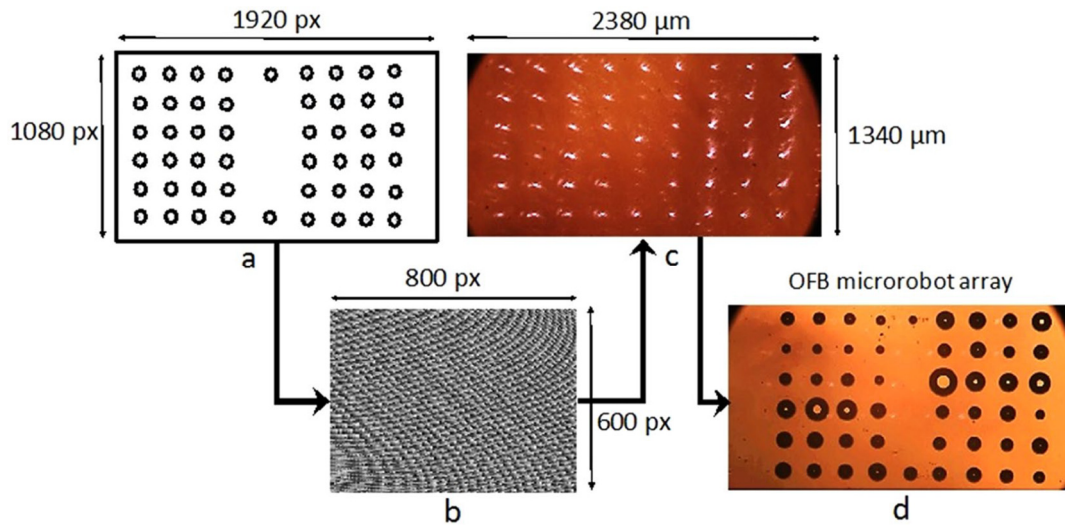 1920 px
2380 µm
1080 px
1340 µm
a
c
800 px
OFB microrobot array
600 px
b
d